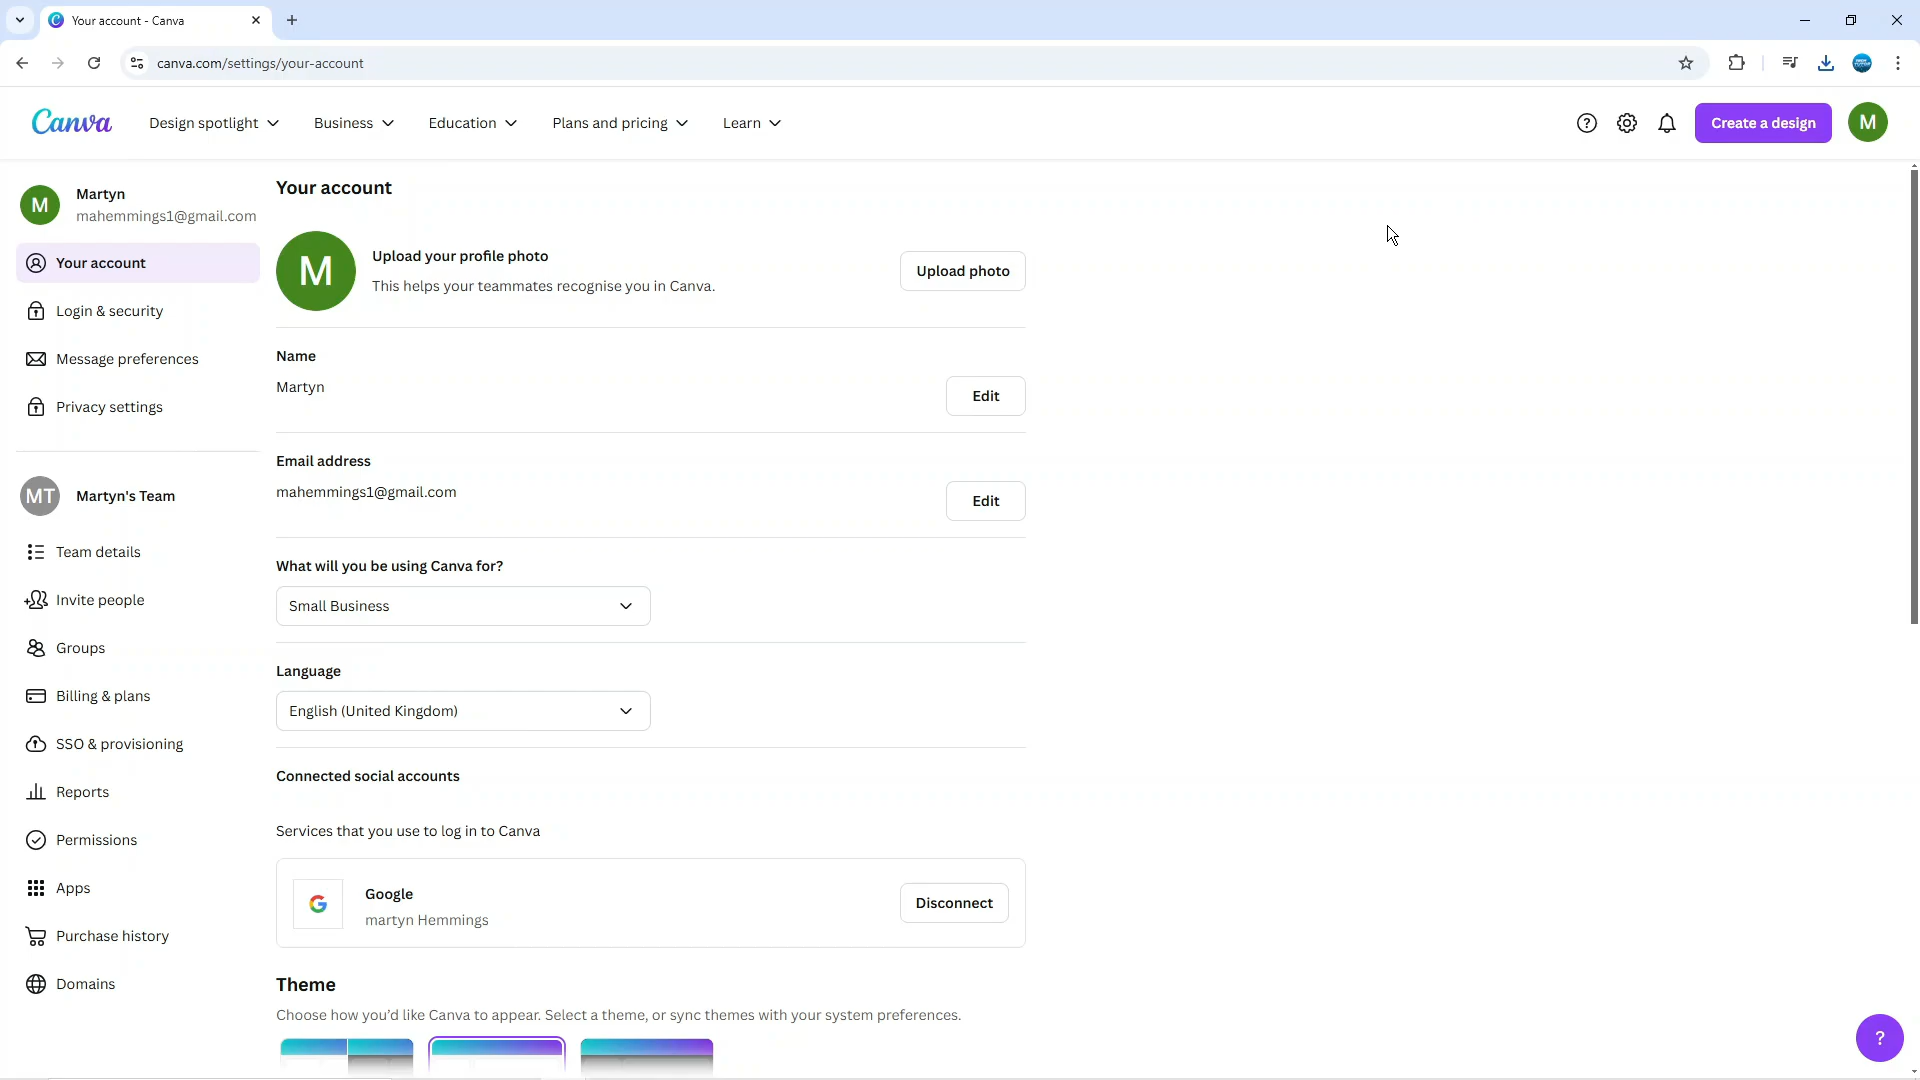 Your account - Canva
canva.com/settings/your-account
Canva
Design spotlight
Business
Education
Plans and pricing
Learn
Create a design
M
M
Martyn
mahemmings1@gmail.com
Your account
Login & security
Message preferences
Privacy settings
MT
Martyn's Team
Team details
Invite people
Groups
Billing & plans
SSO & provisioning
Reports
Permissions
Apps
Purchase history
Domains
Your account
M
Upload your profile photo
This helps your teammates recognise you in Canva.
Upload photo
Name
Martyn
Edit
Email address
mahemmings1@gmail.com
Edit
What will you be using Canva for?
Small Business
Language
English (United Kingdom)
Connected social accounts
Services that you use to log in to Canva
G
Google
martyn Hemmings
Disconnect
Theme
Choose how you’d like Canva to appear. Select a theme, or sync themes with your system preferences.
?